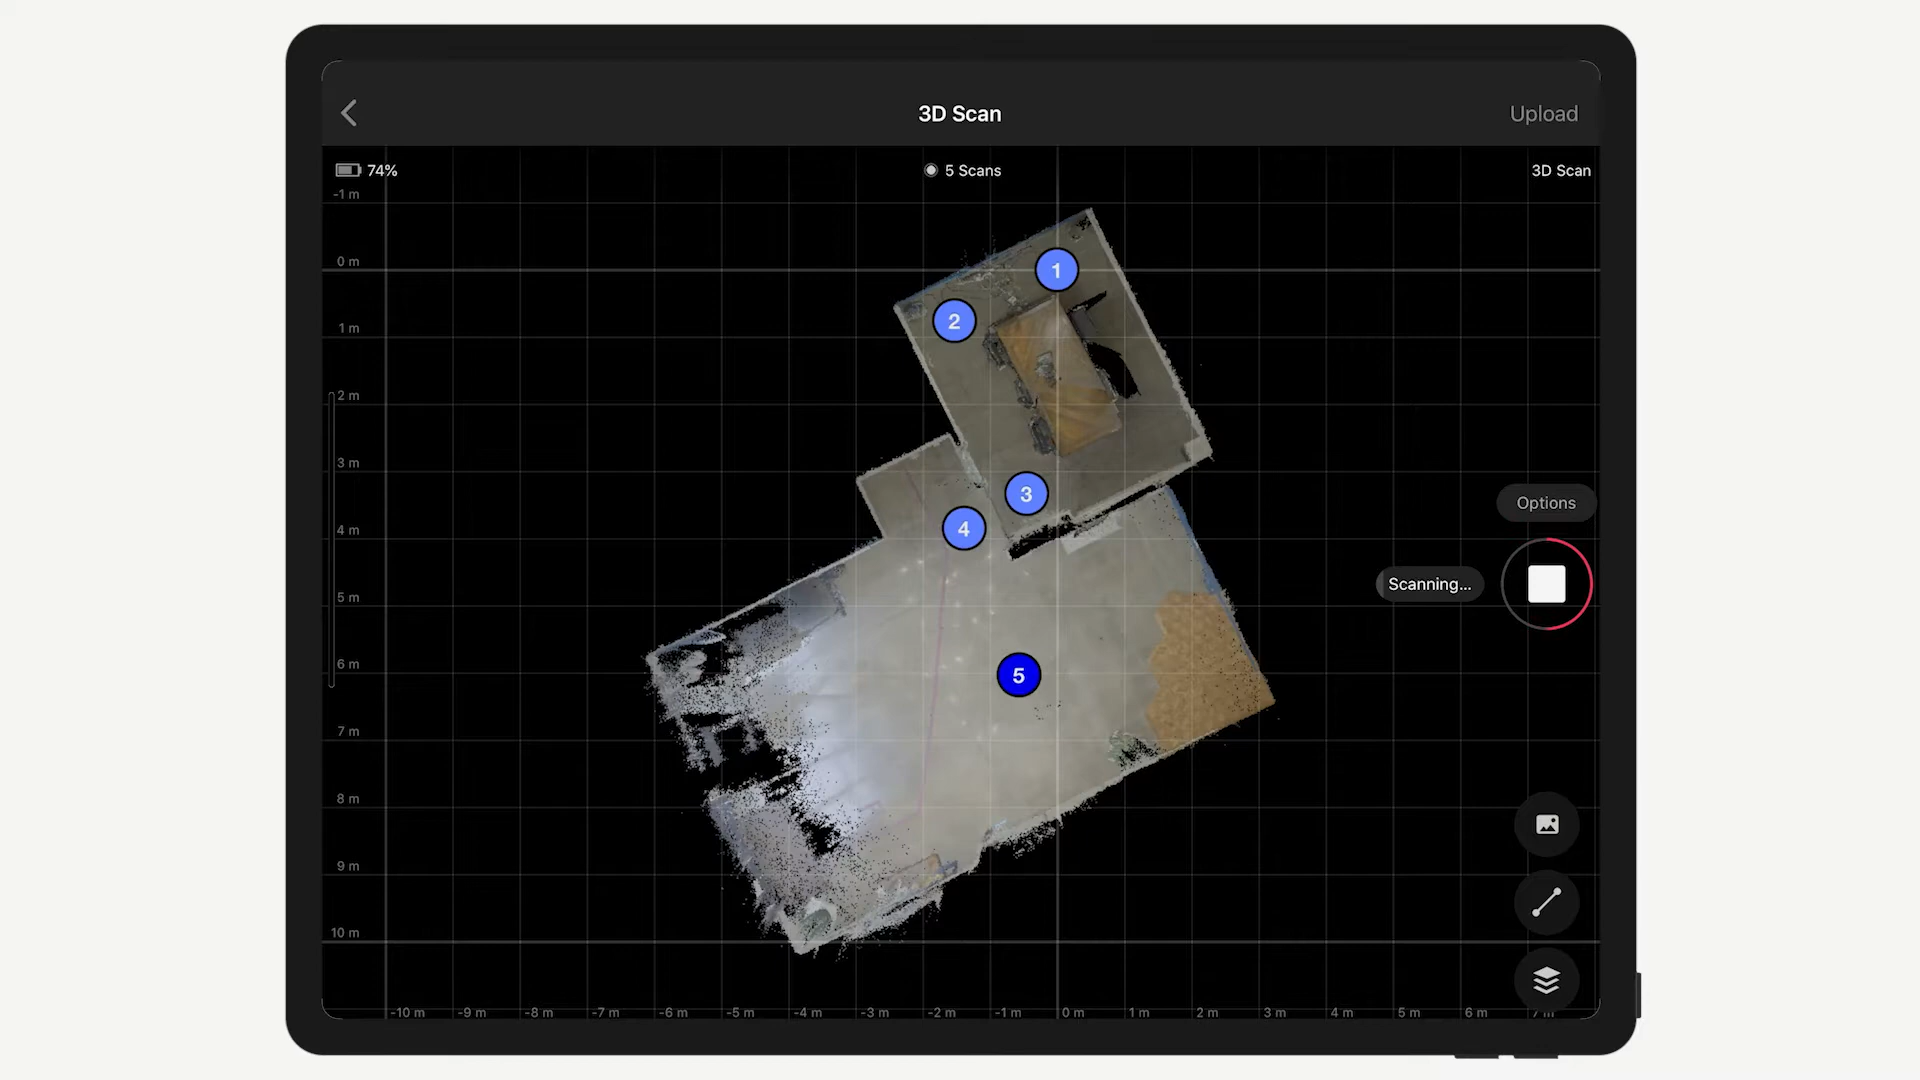 3D Scan
Upload
74%
5 Scans
3D Scan
-1 m
0 m
1 m
2 m
3 m
4 m
5 m
6 m
7 m
8 m
9 m
10 m
1
2
3
4
5
Options
Scanning...
-10 m
-9 m
-8 m
-7 m
-6 m
-5 m
-4 m
-3 m
-2 m
-1 m
0 m
1 m
2 m
3 m
4 m
5 m
6 m
7 m